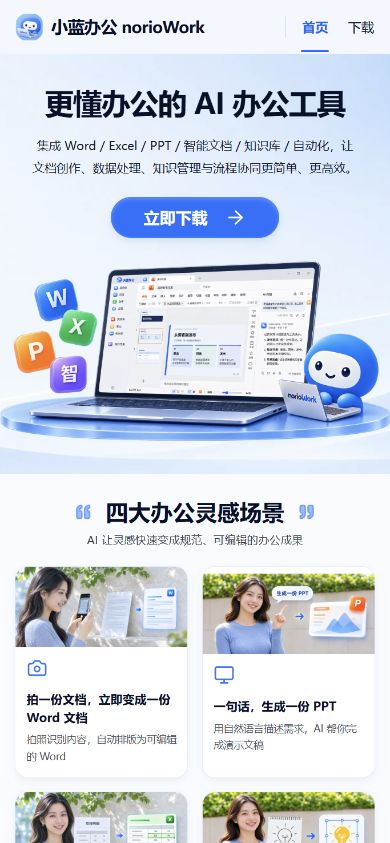 小蓝办公 norioWork
首页
下载
更懂办公的 AI 办公工具
集成 Word / Excel / PPT / 智能文档 / 知识库 / 自动化，让
文档创作、数据处理、知识管理与流程协同更简单、更高效。
立即下载
W
X
P
智
norioWork
四大办公灵感场景
AI 让灵感快速变成规范、可编辑的办公成果
W
生成一份 PPT
P
拍一份文档，立即变成一份
Word 文档
拍照识别内容，自动排版为可编辑
的 Word
一句话，生成一份 PPT
用自然语言描述需求，AI 帮你完
成演示文稿